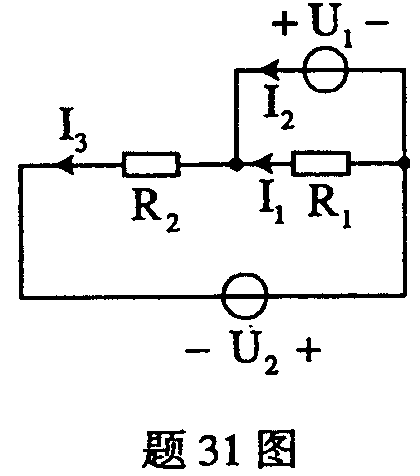 + U₁ −
I₂
I₃
R₂
I₁
R₁
− U₂ +
题 31 图